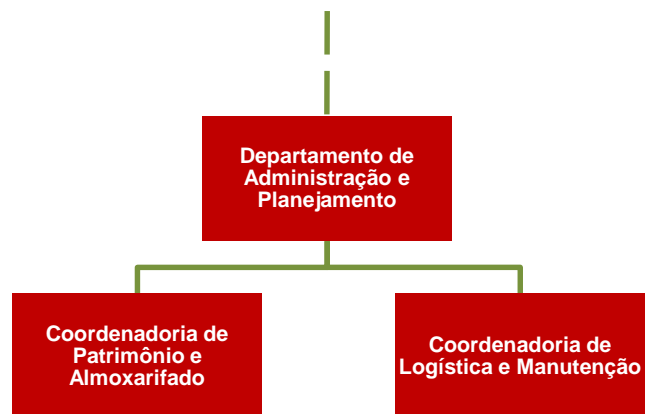 Departamento de
Administração e
Planejamento
Coordenadoria de
Patrimônio e
Almoxarifado
Coordenadoria de
Logística e Manutenção